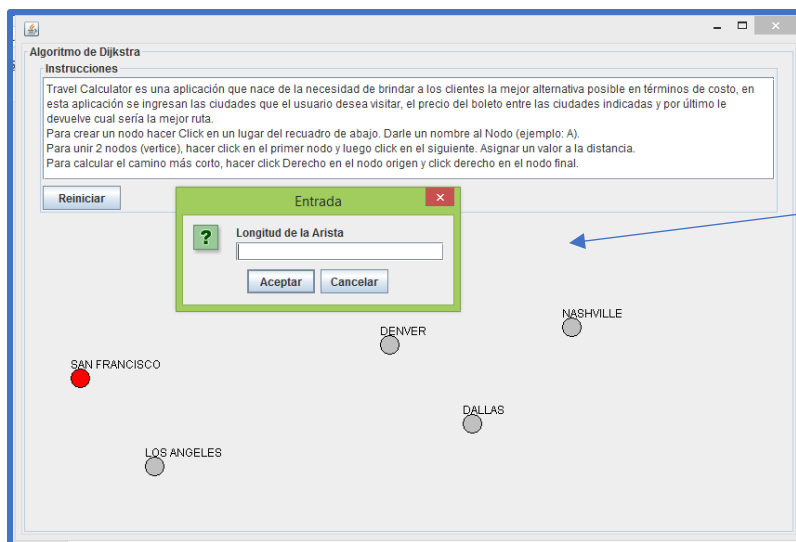 Algoritmo de Dijkstra
Instrucciones
Travel Calculator es una aplicación que nace de la necesidad de brindar a los clientes la mejor alternativa posible en términos de costo, en
esta aplicación se ingresan las ciudades que el usuario desea visitar, el precio del boleto entre las ciudades indicadas y por último le
devuelve cual sería la mejor ruta.
Para crear un nodo hacer Click en un lugar del recuadro de abajo. Darle un nombre al Nodo (ejemplo: A).
Para unir 2 nodos (vertice), hacer click en el primer nodo y luego click en el siguiente. Asignar un valor a la distancia.
Para calcular el camino más corto, hacer click Derecho en el nodo origen y click derecho en el nodo final.
Reiniciar
Entrada
Longitud de la Arista
Aceptar Cancelar
NASHVILLE
DENVER
SAN FRANCISCO
DALLAS
LOS ANGELES